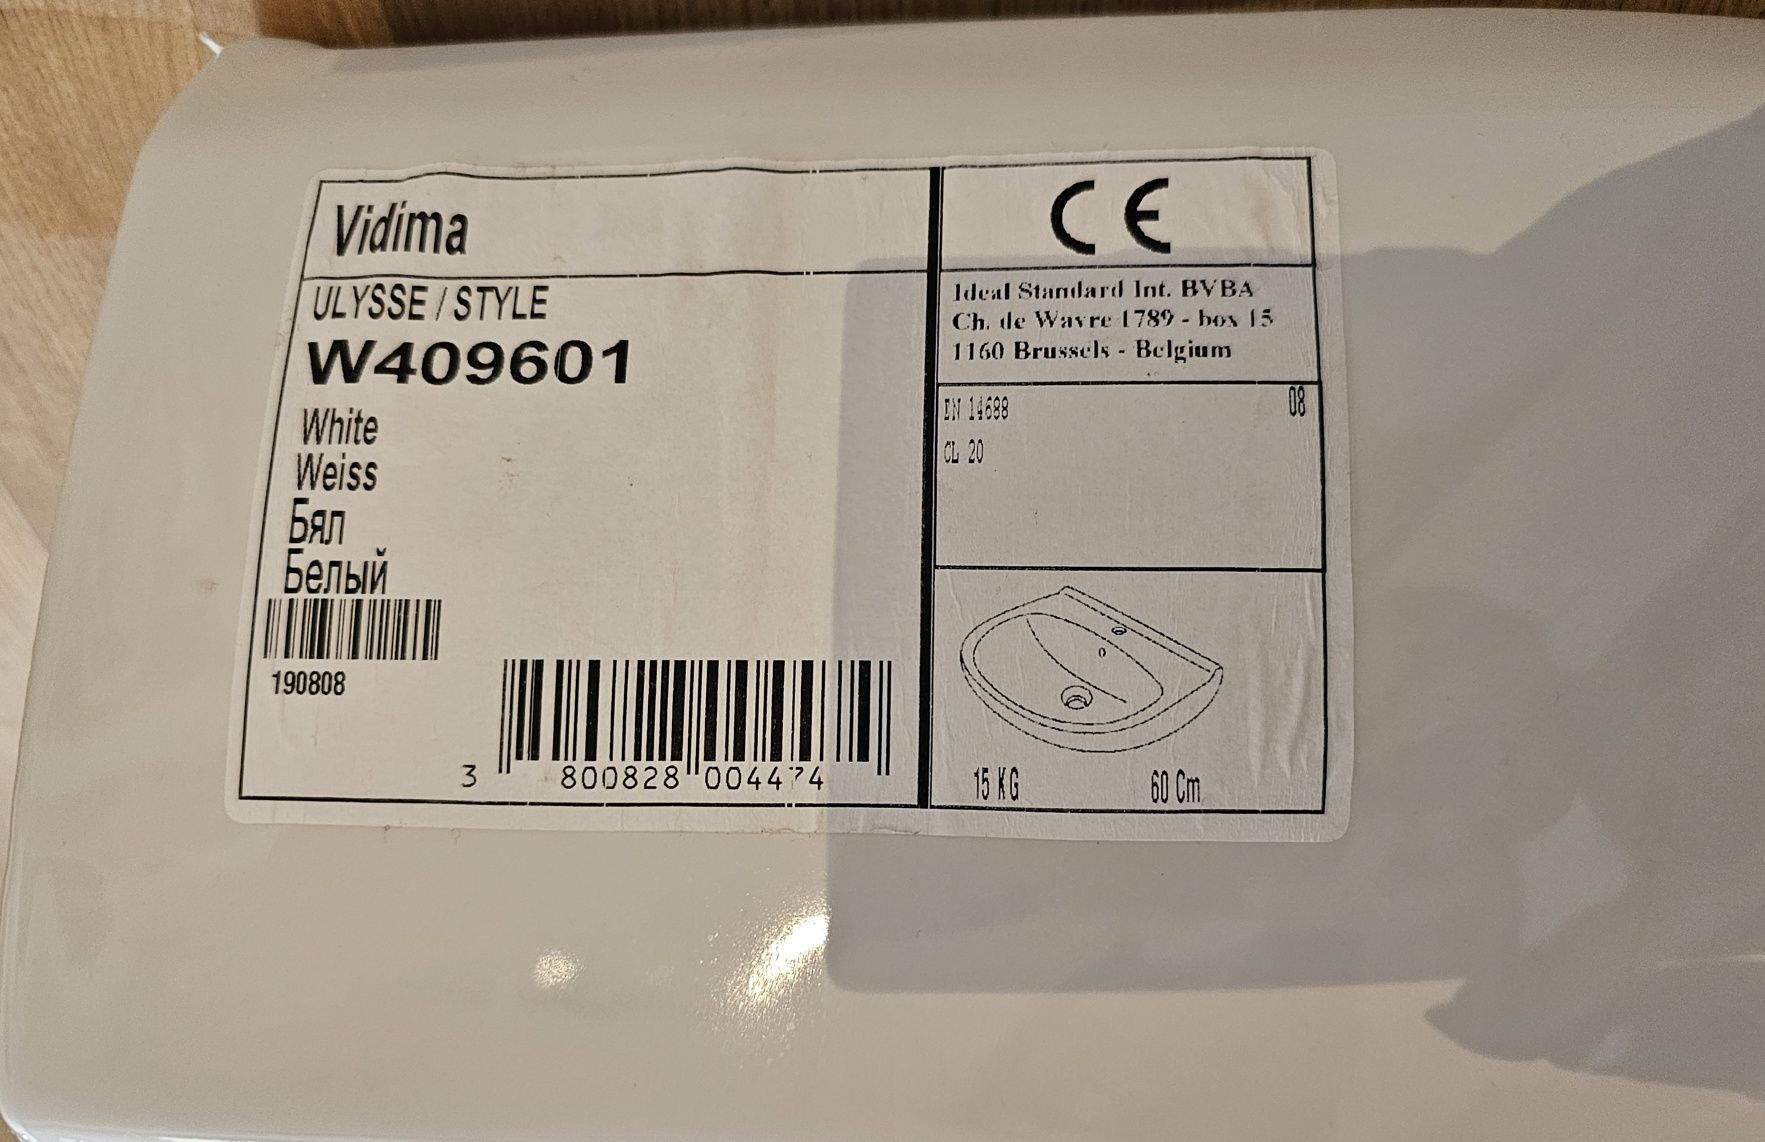 Vidima
ULYSSE / STYLE
W409601
White
Weiss
Бял
Белый
190808
3 800828 004474
CE
Ideal Standard Int. BVBA
Ch. de Wavre 1789 - box 15
1160 Brussels - Belgium
EN 14688 08
CL 20
15 KG 60 Cm